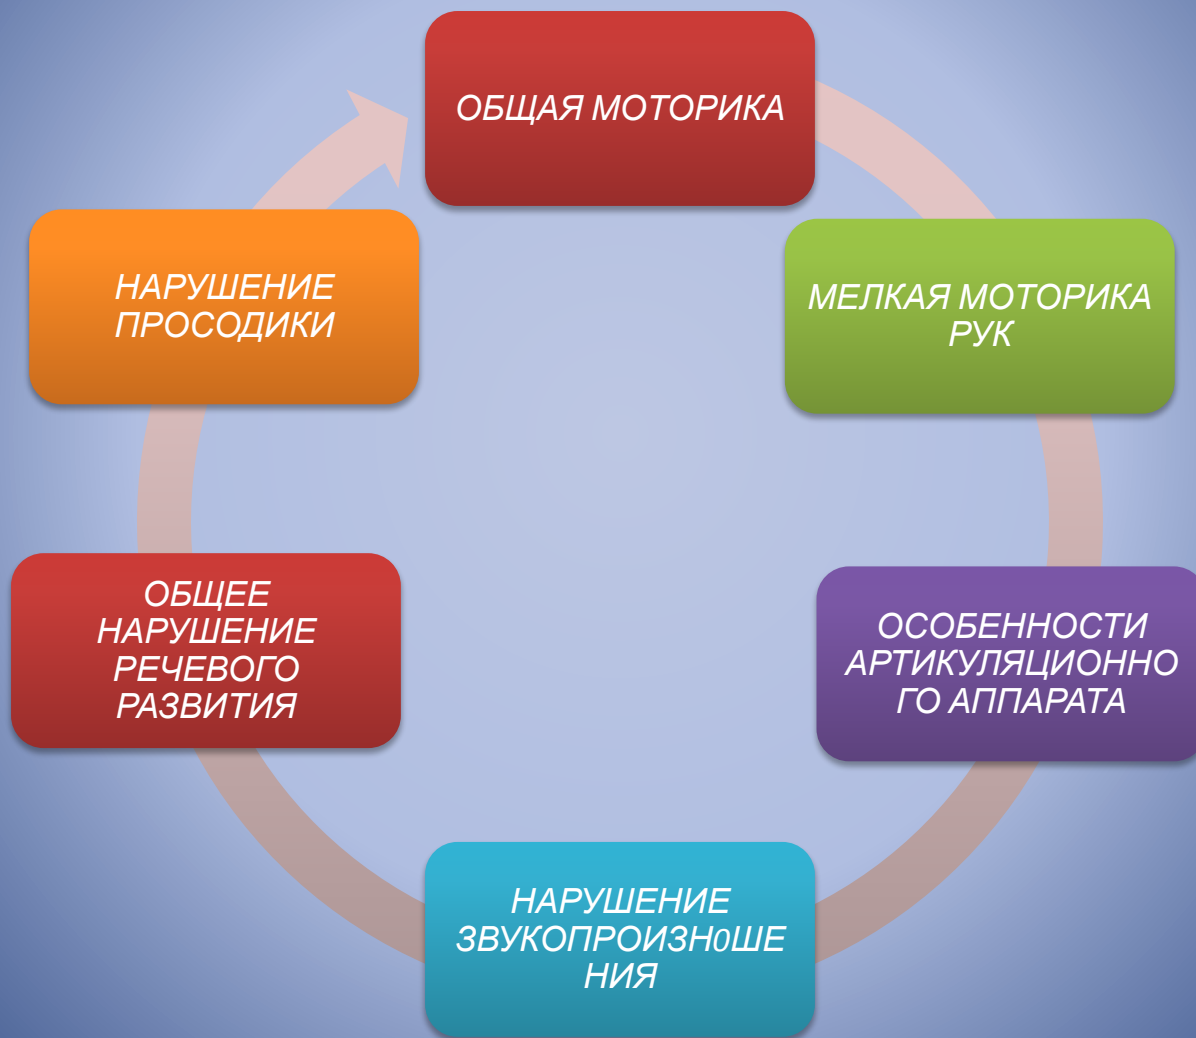 ОБЩАЯ МОТОРИКА
МЕЛКАЯ МОТОРИКА
РУК
ОСОБЕННОСТИ
АРТИКУЛЯЦИОННО
ГО АППАРАТА
НАРУШЕНИЕ
ЗВУКОПРОИЗН0ШЕ
НИЯ
ОБЩЕЕ
НАРУШЕНИЕ
РЕЧЕВОГО
РАЗВИТИЯ
НАРУШЕНИЕ
ПРОСОДИКИ